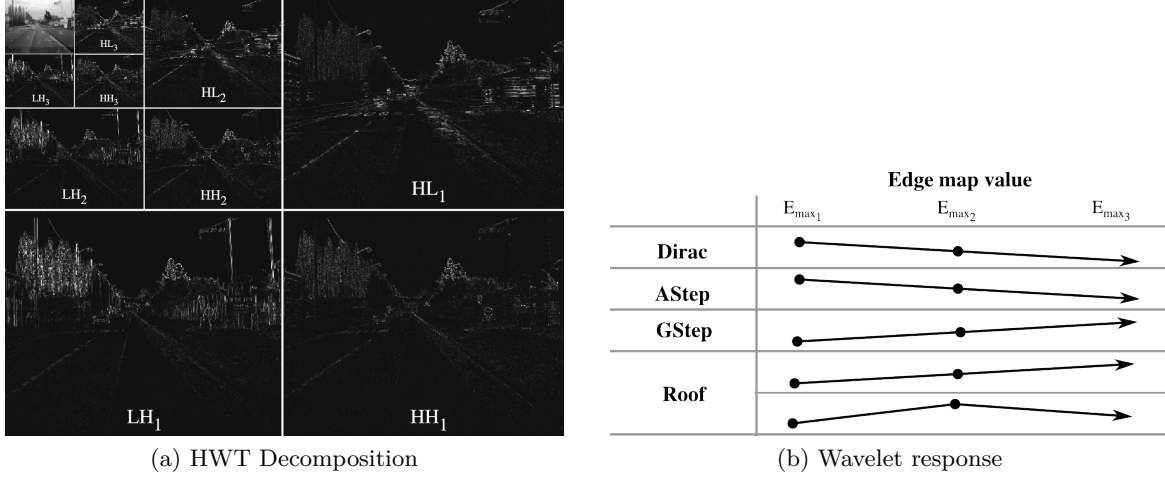 HL3
LH3
HH3
HL2
LH2
HH2
HL1
LH1
HH1
(a) HWT Decomposition
Edge map value
Emax1
Emax2
Emax3
Dirac
AStep
GStep
Roof
(b) Wavelet response